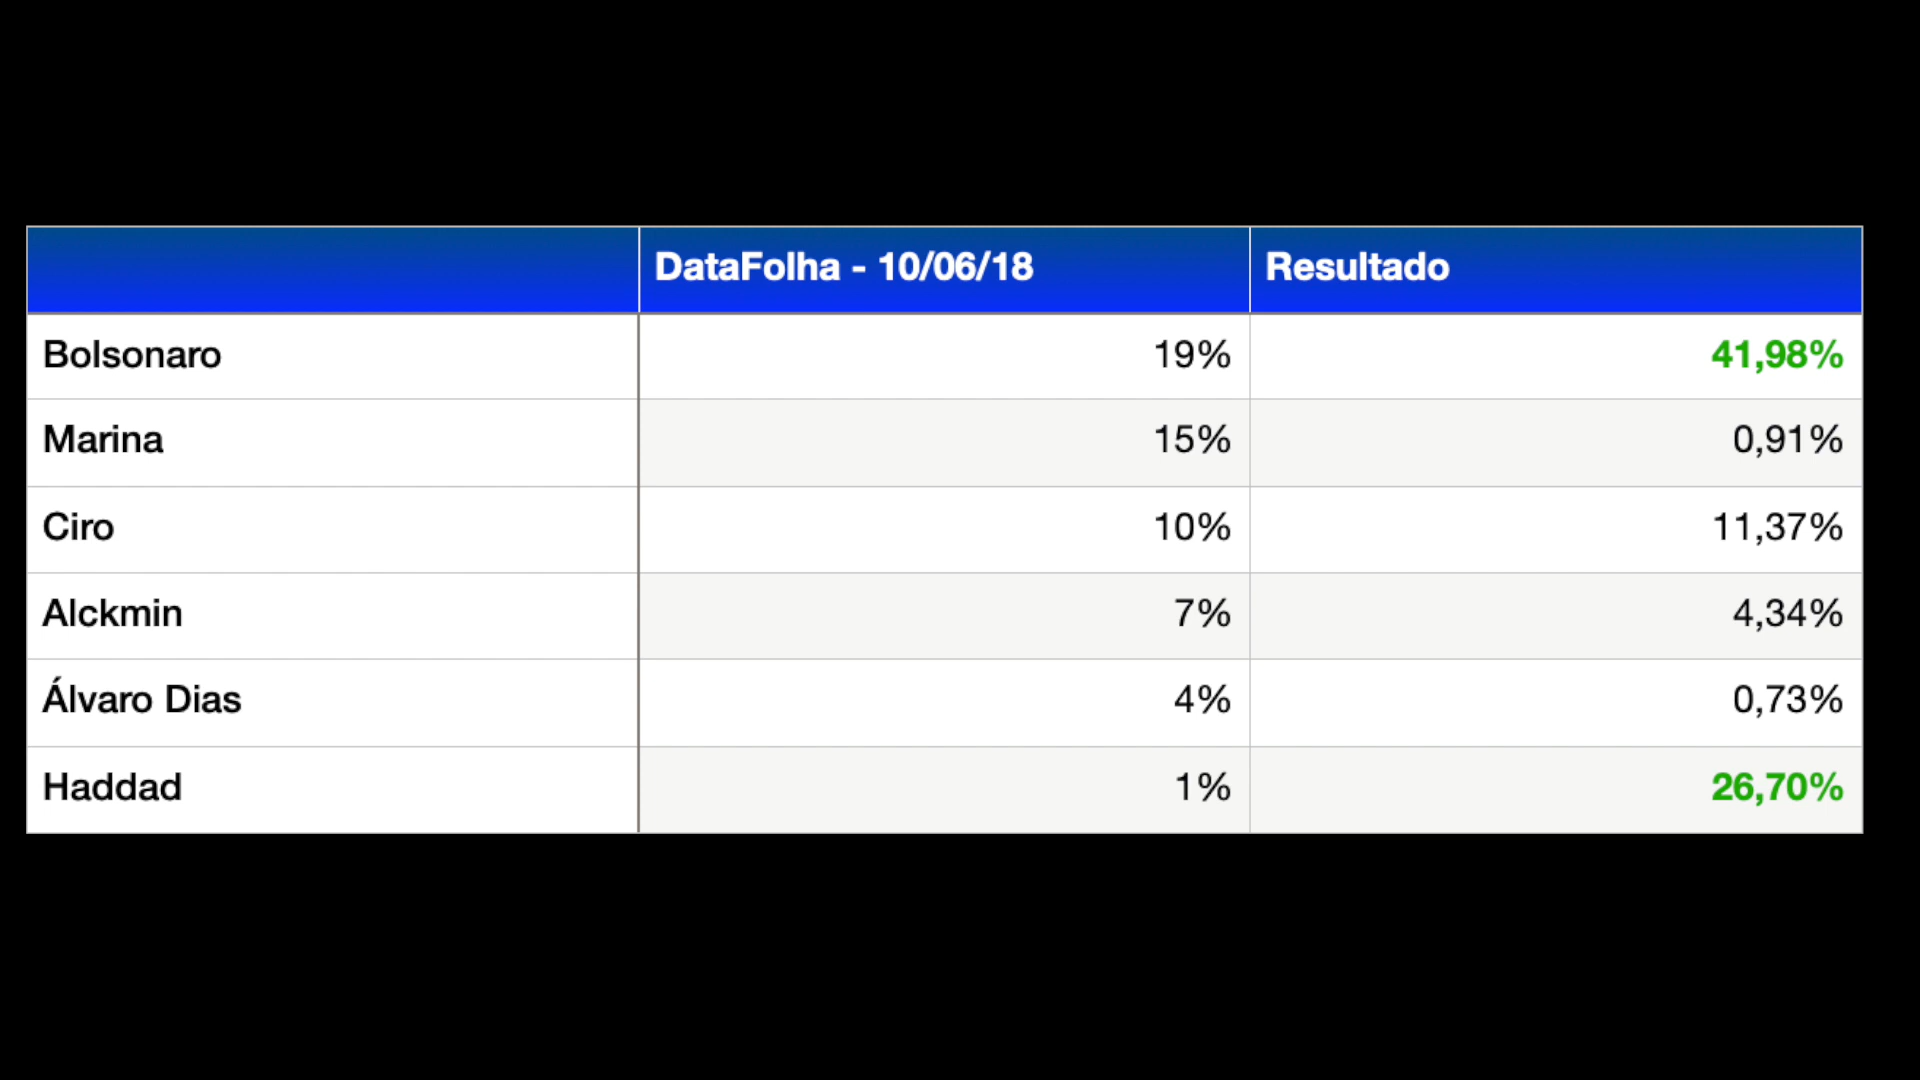 DataFolha - 10/06/18 Resultado
Bolsonaro 19% 41,98%
Marina 15% 0,91%
Ciro 10% 11,37%
Alckmin 7% 4,34%
Álvaro Dias 4% 0,73%
Haddad 1% 26,70%